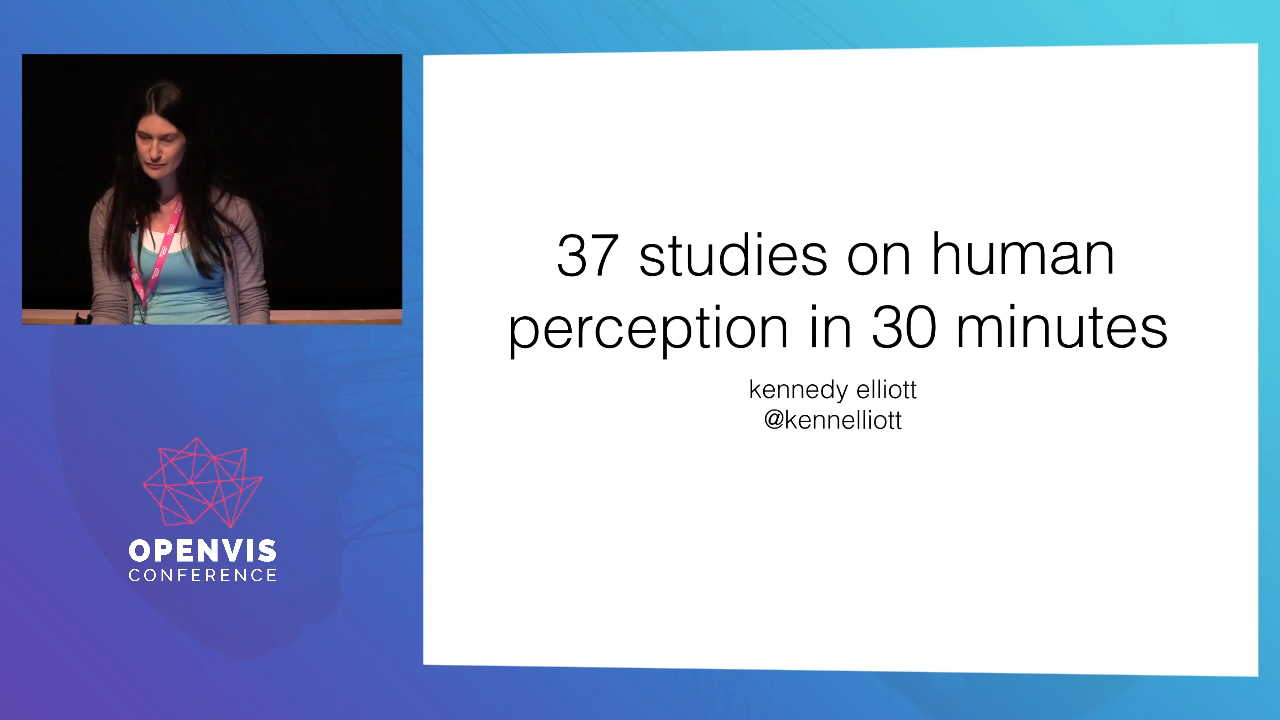 37 studies on human
perception in 30 minutes
kennedy elliott
@kennelliott
OPENVIS
CONFERENCE